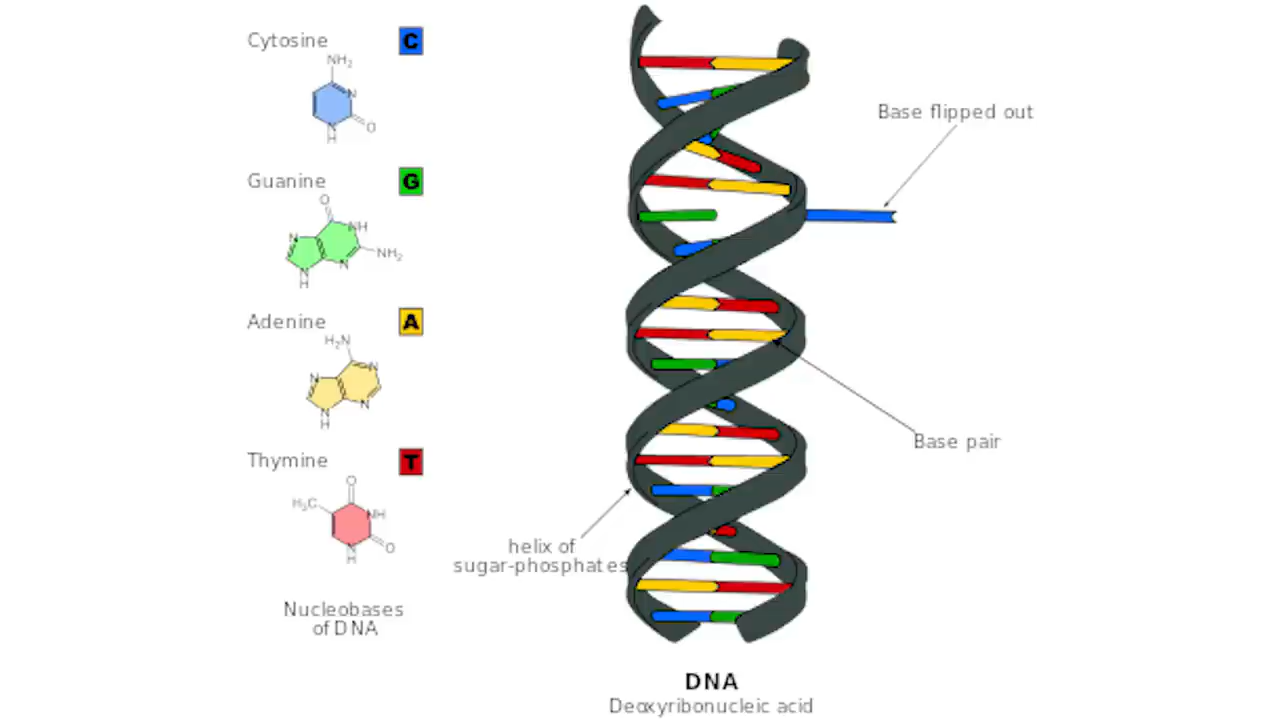 Cytosine C
NH2
N
N
H
O
Guanine G
O
NH
N
NH2
N
N
H
Adenine A
H2N
N
N
N
N
H
Thymine T
O
H3C
NH
N
H
O
Nucleobases
of DNA
Base flipped out
Base pair
helix of
sugar-phosphates
DNA
Deoxyribonucleic acid